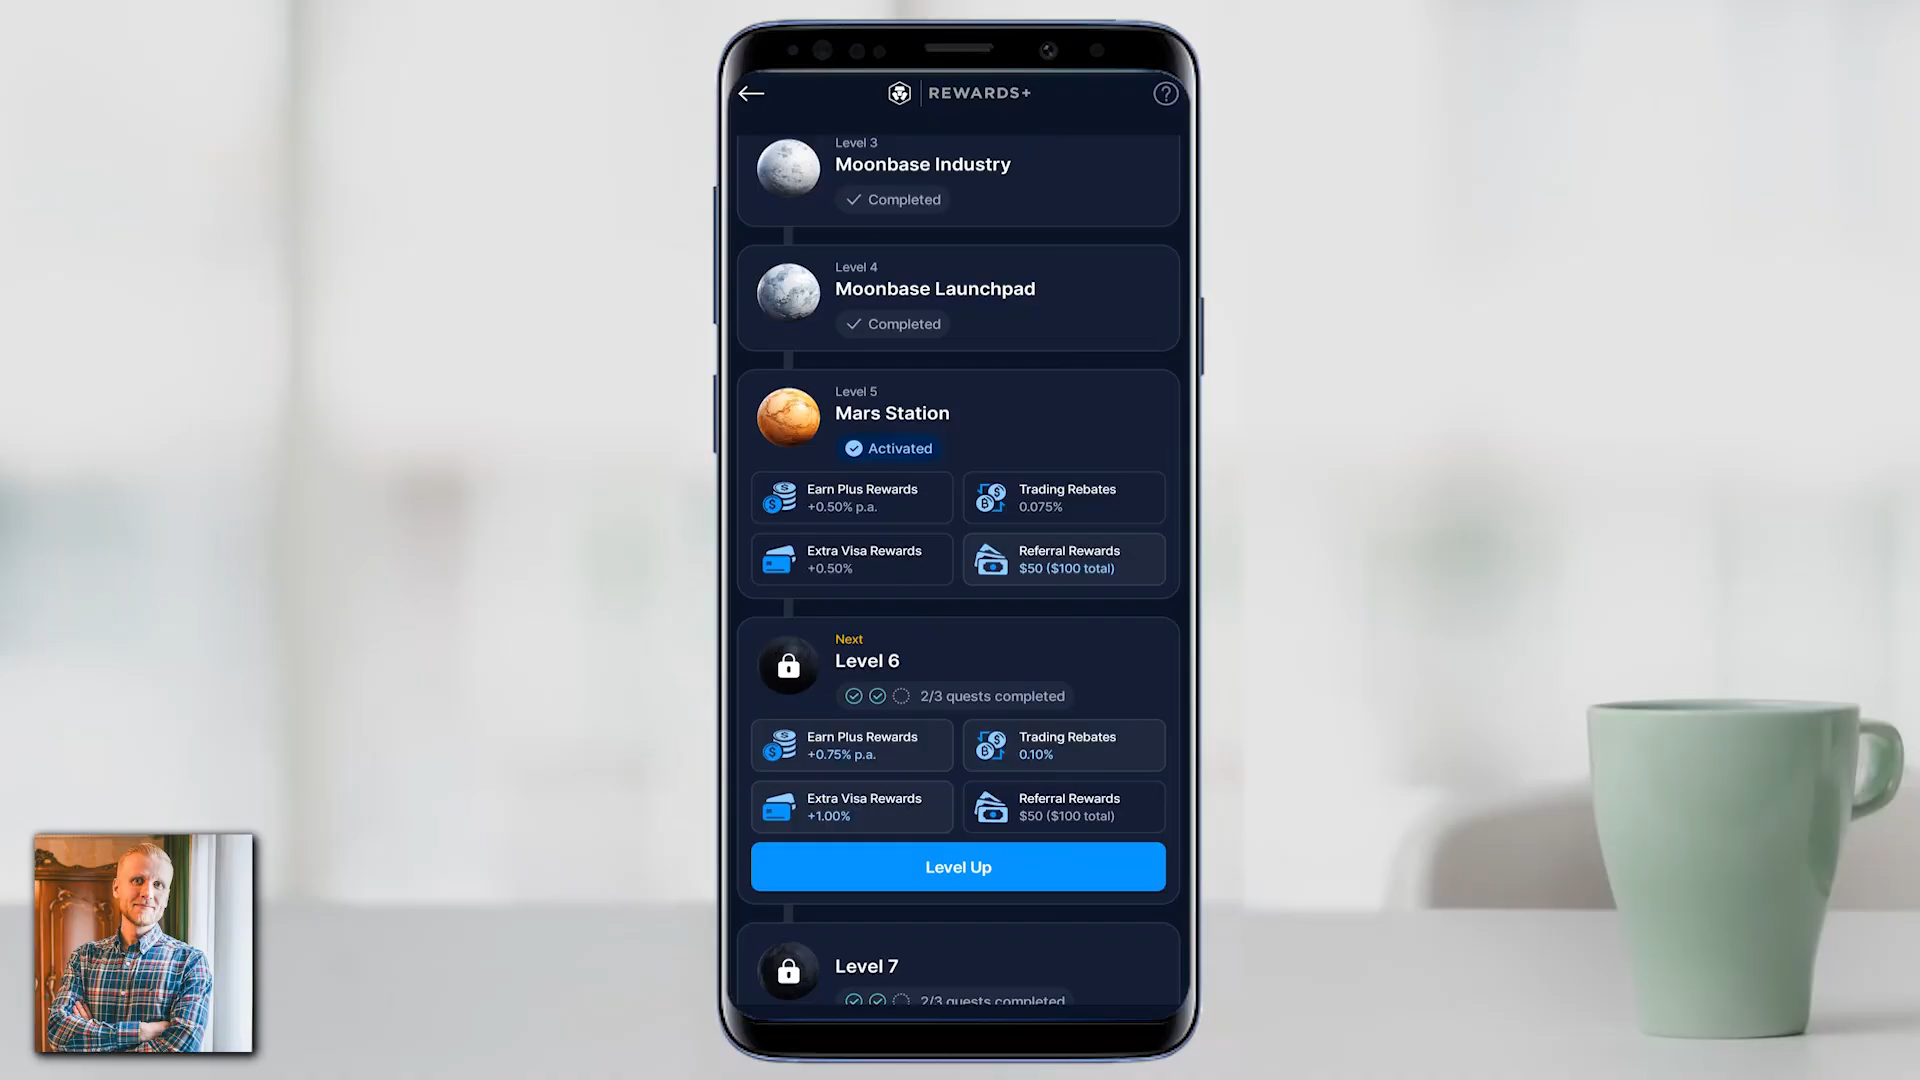 REWARDS+
Level 3
Moonbase Industry
Completed
Level 4
Moonbase Launchpad
Completed
Level 5
Mars Station
Activated
Earn Plus Rewards
+0.50% p.a.
Trading Rebates
0.075%
Extra Visa Rewards
+0.50%
Referral Rewards
$50 ($100 total)
Next
Level 6
2/3 quests completed
Earn Plus Rewards
+0.75% p.a.
Trading Rebates
0.10%
Extra Visa Rewards
+1.00%
Referral Rewards
$50 ($100 total)
Level Up
Level 7
2/3 quests completed